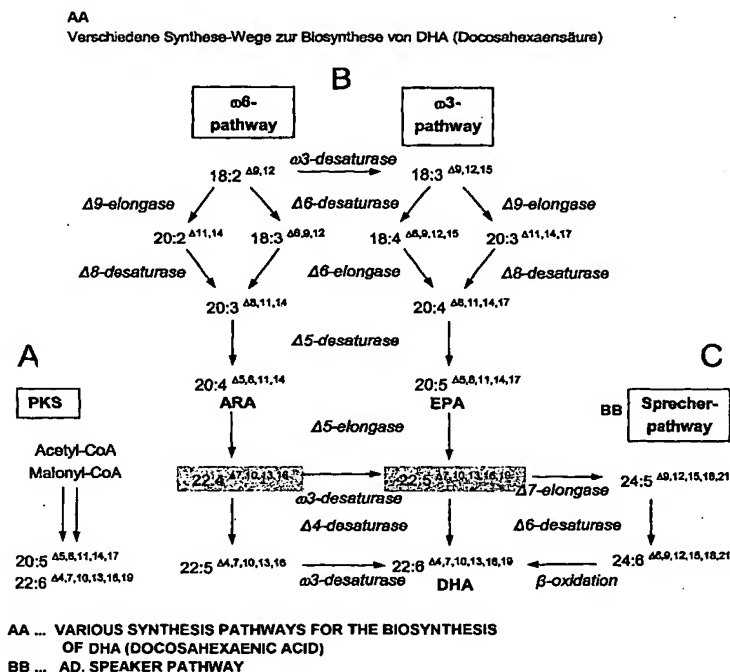 AA
Verschiedene Synthese-Wege zur Biosynthese von DHA (Docosahexaensäure)
B
ω6-
pathway
ω3-
pathway
18:2 Δ9,12
ω3-desaturase
18:3 Δ9,12,15
Δ9-elongase
Δ6-desaturase
Δ9-elongase
20:2 Δ11,14
18:3 Δ6,9,12
18:4 Δ6,9,12,15
20:3 Δ11,14,17
Δ8-desaturase
Δ6-elongase
Δ8-desaturase
20:3 Δ8,11,14
20:4 Δ8,11,14,17
Δ5-desaturase
A
C
20:4 Δ5,8,11,14
20:5 Δ5,8,11,14,17
ARA
EPA
PKS
BB
Sprecher-
pathway
Δ5-elongase
Acetyl-CoA
Malonyl-CoA
22:4 Δ7,10,13,16
22:5 Δ7,10,13,16,19
24:5 Δ9,12,15,18,21
ω3-desaturase
Δ7-elongase
Δ4-desaturase
Δ6-desaturase
20:5 Δ5,8,11,14,17
22:6 Δ4,7,10,13,16,19
22:5 Δ4,7,10,13,16
ω3-desaturase
22:6 Δ4,7,10,13,16,19
DHA
β-oxidation
24:6 Δ6,9,12,15,18,21
AA ... VARIOUS SYNTHESIS PATHWAYS FOR THE BIOSYNTHESIS
OF DHA (DOCOSAHEXAENIC ACID)
BB ... AD. SPEAKER PATHWAY